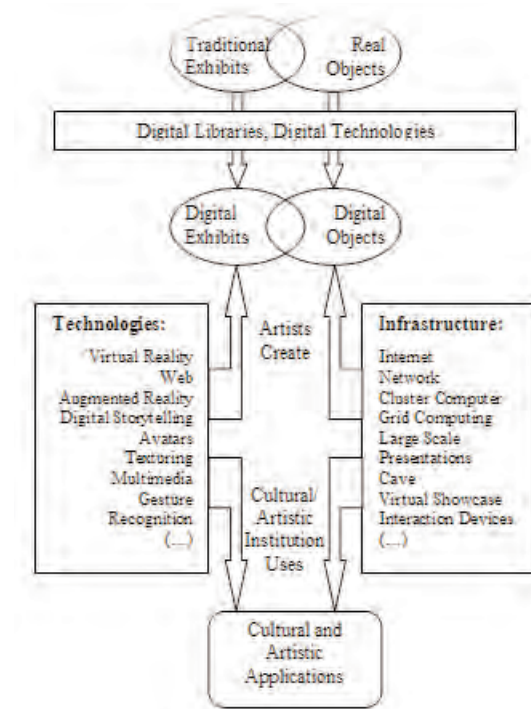 Traditional Exhibits
Real Objects
Digital Libraries, Digital Technologies
Digital Exhibits
Digital Objects
Technologies:
Virtual Reality
Web
Augmented Reality
Digital Storytelling
Avatars
Texturing
Multimedia
Gesture
Recognition
(...)
Artists
Create
Cultural/
Artistic
Institution
Uses
Infrastructure:
Internet
Network
Cluster Computer
Grid Computing
Large Scale
Presentations
Cave
Virtual Showcase
Interaction Devices
(...)
Cultural and
Artistic
Applications